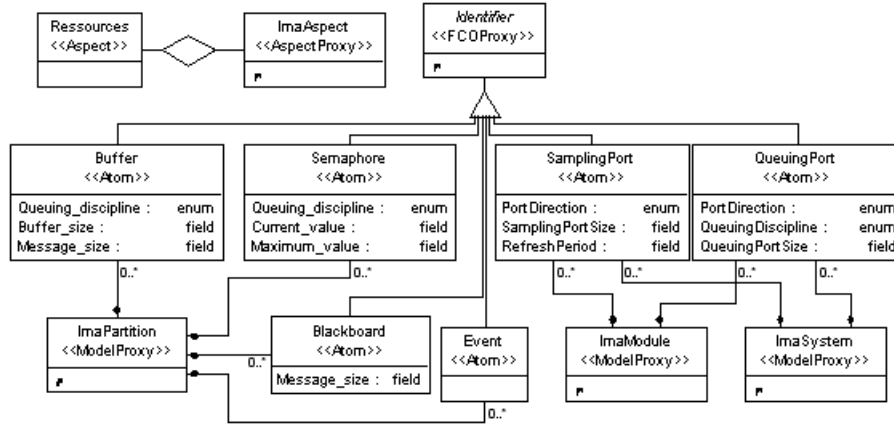 Ressources
<<Aspect>>
ImaAspect
<<AspectProxy>>
Identifier
<<FCOProxy>>
Buffer
<<Atom>>
Queuing_discipline : enum
Buffer_size : field
Message_size : field
Semaphore
<<Atom>>
Queuing_discipline : enum
Current_value : field
Maximum_value : field
SamplingPort
<<Atom>>
PortDirection : enum
SamplingPortSize : field
RefreshPeriod : field
QueuingPort
<<Atom>>
PortDirection : enum
QueuingDiscipline : enum
QueuingPortSize : field
0..*
0..*
0..*
0..*
0..*
0..*
ImaPartition
<<ModelProxy>>
Blackboard
<<Atom>>
Message_size : field
0..*
Event
<<Atom>>
0..*
ImaModule
<<ModelProxy>>
ImaSystem
<<ModelProxy>>